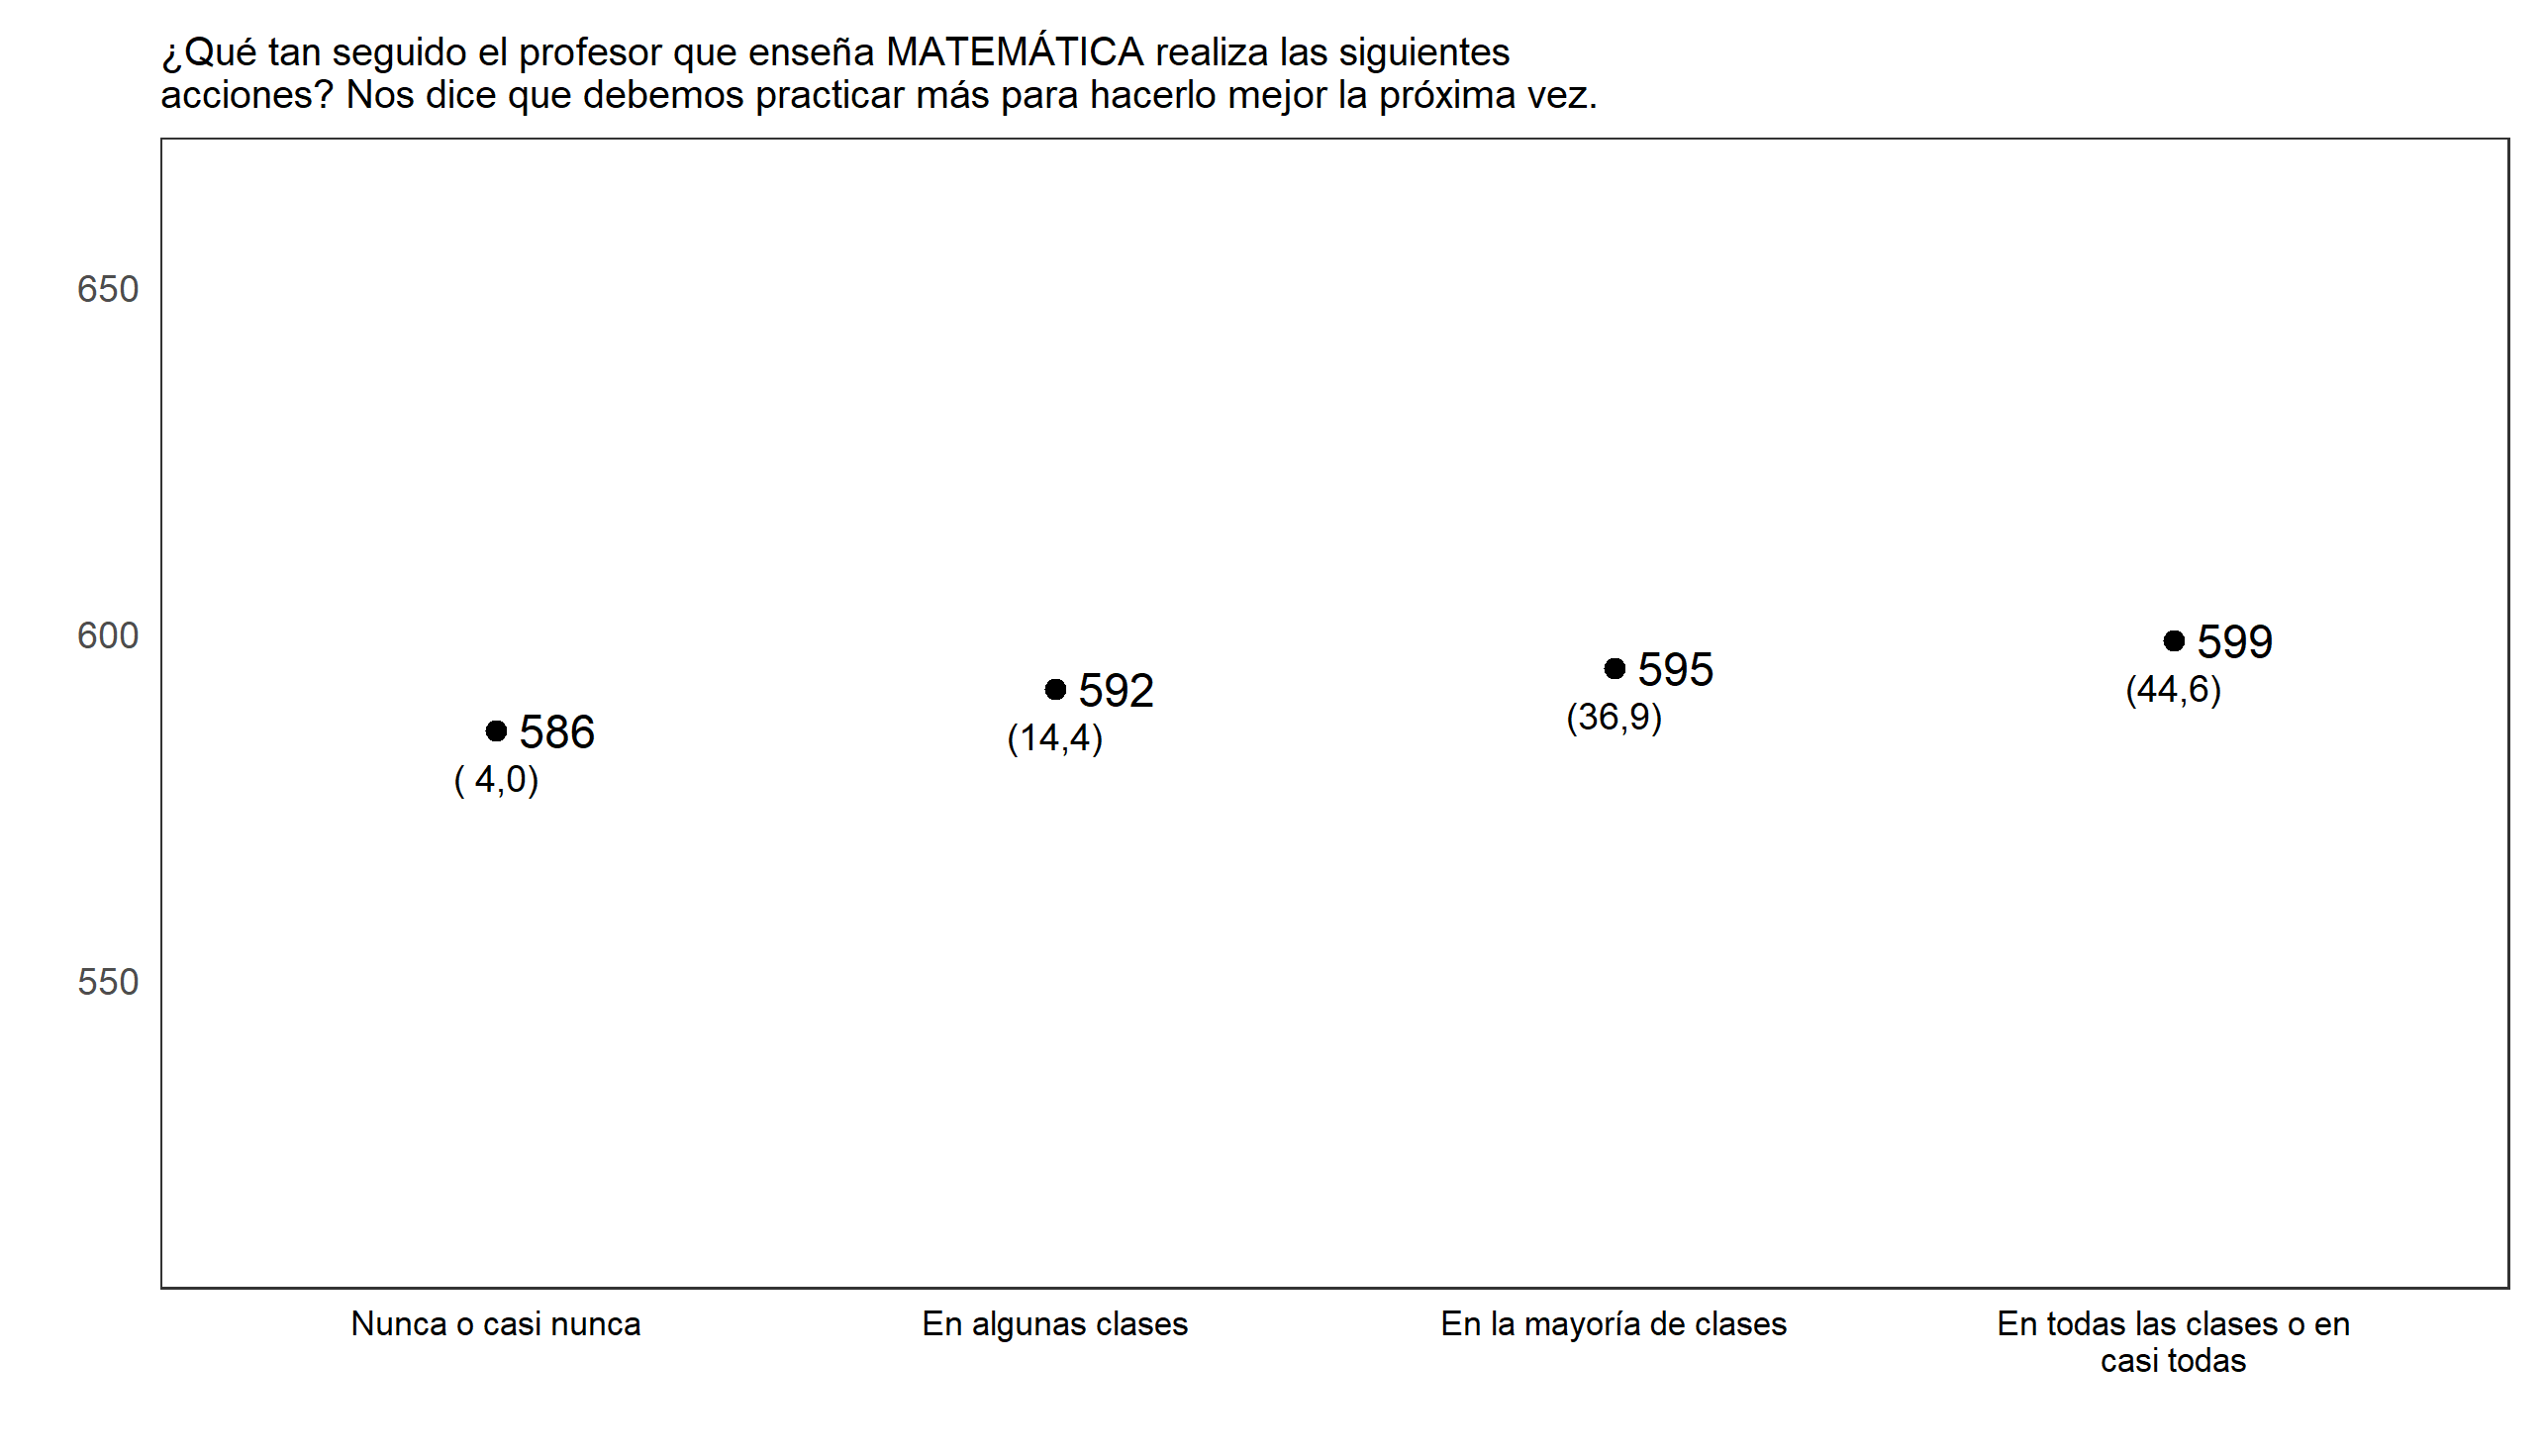 ¿Qué tan seguido el profesor que enseña MATEMÁTICA realiza las siguientes
acciones? Nos dice que debemos practicar más para hacerlo mejor la próxima vez.
650
600
550
586
( 4,0)
592
(14,4)
595
(36,9)
599
(44,6)
Nunca o casi nunca
En algunas clases
En la mayoría de clases
En todas las clases o en
casi todas